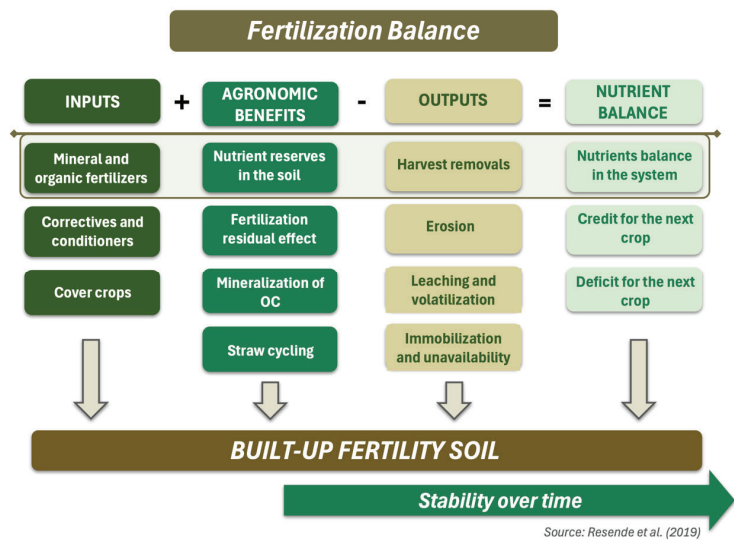 Fertilization Balance
INPUTS + AGRONOMIC BENEFITS - OUTPUTS = NUTRIENT BALANCE
Mineral and
organic fertilizers
Nutrient reserves
in the soil
Harvest removals
Nutrients balance
in the system
Correctives and
conditioners
Fertilization
residual effect
Erosion
Credit for the next
crop
Cover crops
Mineralization of
OC
Leaching and
volatilization
Deficit for the next
crop
Straw cycling
Immobilization
and unavailability
BUILT-UP FERTILITY SOIL
Stability over time
Source: Resende et al. (2019)